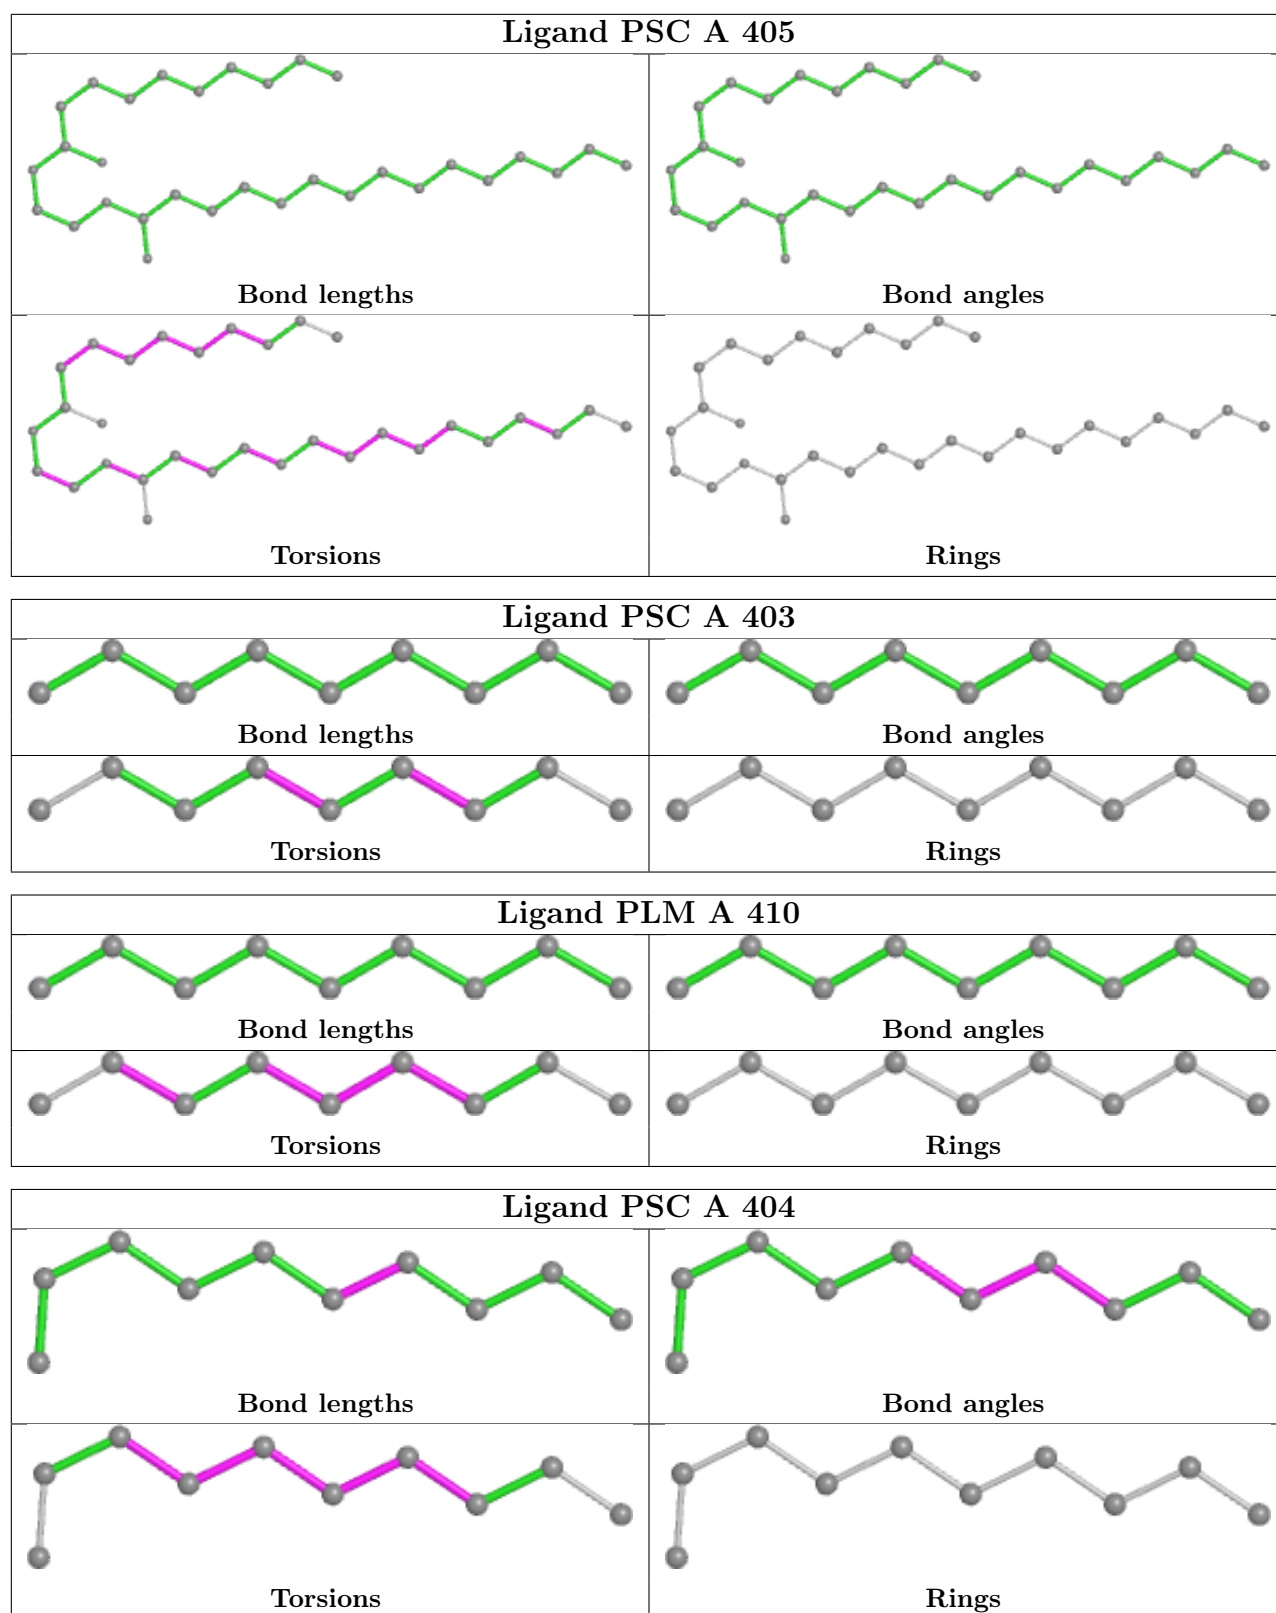 Ligand PSC A 405
Bond lengths
Bond angles
Torsions
Rings
Ligand PSC A 403
Bond lengths
Bond angles
Torsions
Rings
Ligand PLM A 410
Bond lengths
Bond angles
Torsions
Rings
Ligand PSC A 404
Bond lengths
Bond angles
Torsions
Rings